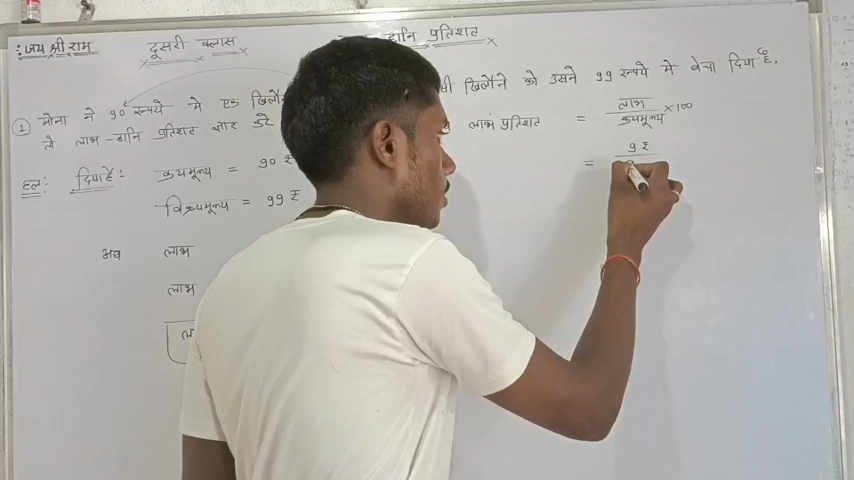 :जय श्री राम दूसरी क्लास हानि प्रतिशत
① मोना ने 90 रूपये मे एक खिलौ खिलौने को उसने 99 रूपये मे बेचा दिया है,
तो लाभ-हानि प्रतिशत ज्ञात करे लाभ प्रतिशत = लाभ / क्रयमूल्य × 100
हल: दिया है: क्रयमूल्य = 90 ₹ = 9 ₹
विक्रयमूल्य = 99 ₹
अब लाभ
लाभ